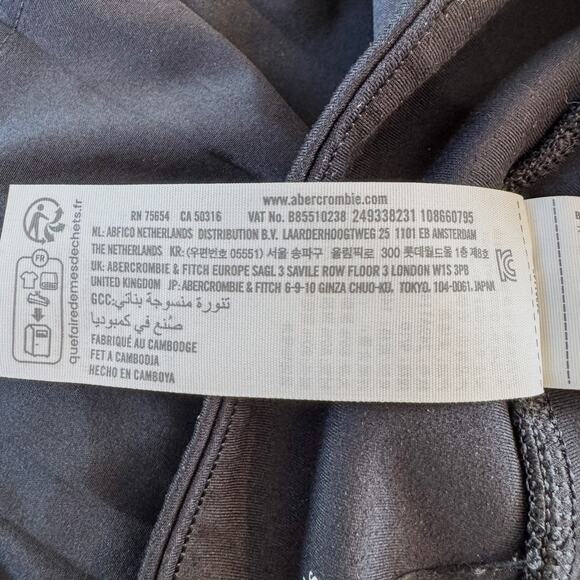 www.abercrombie.com
RN 75654 CA 50316 VAT No. B85510238 249338231 108660795
NL: ABFICO NETHERLANDS DISTRIBUTION B.V. LAARDERHOOGTWEG 25 1101 EB AMSTERDAM
THE NETHERLANDS KR: (우편번호 05551) 서울 송파구 올림픽로 300 롯데월드몰 1층 제8호
UK: ABERCROMBIE & FITCH EUROPE SAGL 3 SAVILE ROW FLOOR 3 LONDON W1S 3PB
UNITED KINGDOM JP: ABERCROMBIE & FITCH 6-9-10 GINZA CHUO-KU, TOKYO, 104-0061, JAPAN
GCC: تنورة منسوجة بناتي
صُنع في كمبوديا
FABRIQUÉ AU CAMBODGE
FET A CAMBODJA
HECHO EN CAMBOYA
FR
quefairedemesdechets.fr